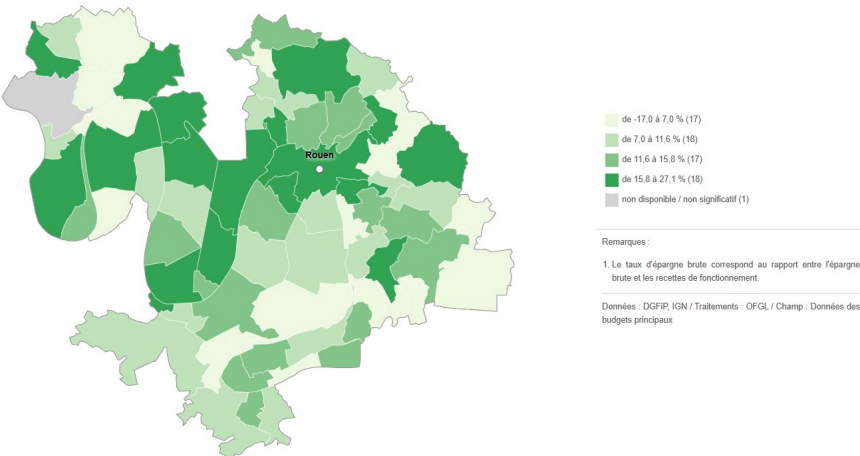 Rouen
de -17,0 à 7,0 % (17)
de 7,0 à 11,6 % (18)
de 11,6 à 15,8 % (17)
de 15,8 à 27,1 % (18)
non disponible / non significatif (1)
Remarques :
1. Le taux d'épargne brute correspond au rapport entre l'épargne
brute et les recettes de fonctionnement.
Données : DGFiP, IGN / Traitements : OFGL / Champ : Données des
budgets principaux